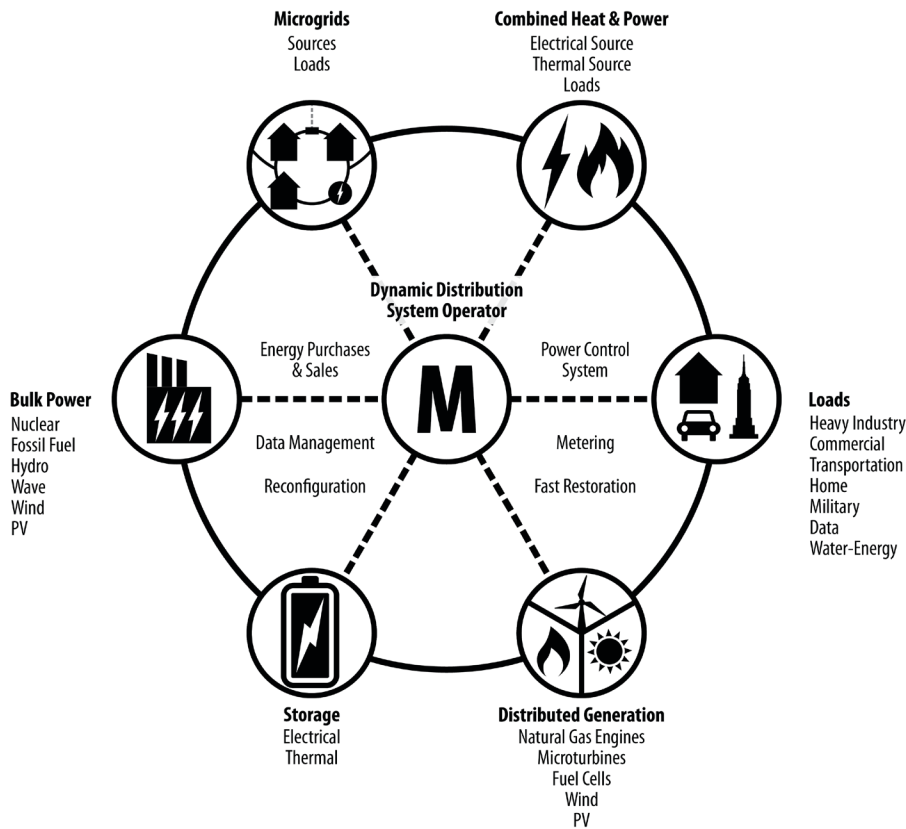 Microgrids
Sources
Loads
Combined Heat & Power
Electrical Source
Thermal Source
Loads
Dynamic Distribution
System Operator
Energy Purchases
& Sales
Power Control
System
M
Bulk Power
Nuclear
Fossil Fuel
Hydro
Wave
Wind
PV
Data Management
Reconfiguration
Metering
Fast Restoration
Loads
Heavy Industry
Commercial
Transportation
Home
Military
Data
Water-Energy
Storage
Electrical
Thermal
Distributed Generation
Natural Gas Engines
Microturbines
Fuel Cells
Wind
PV